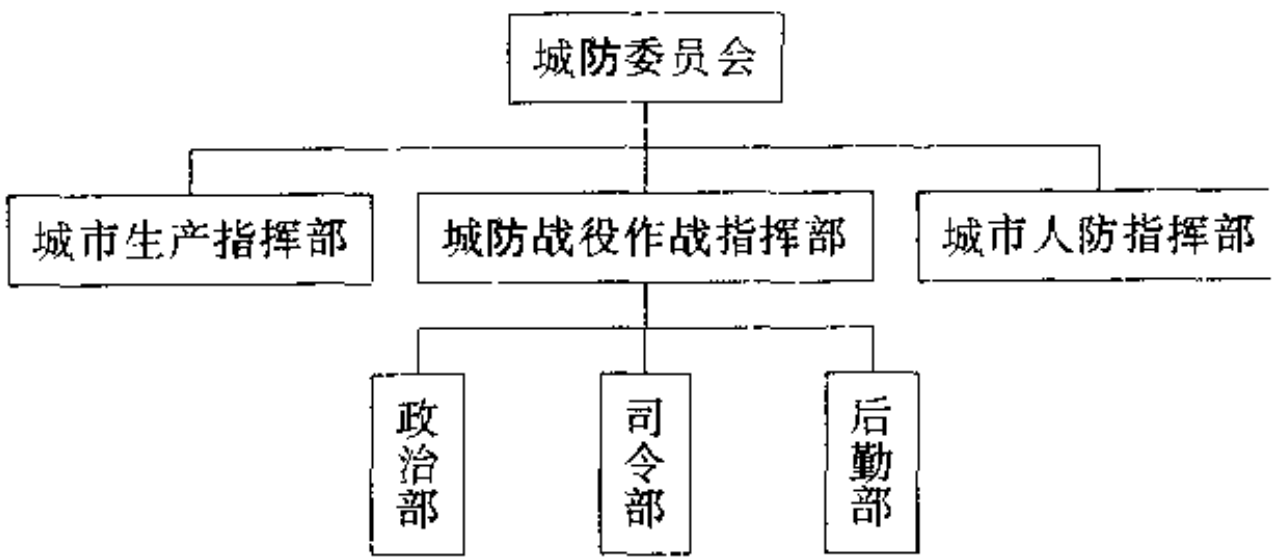 城防委员会
城市生产指挥部
城防战役作战指挥部
城市人防指挥部
政治部
司令部
后勤部